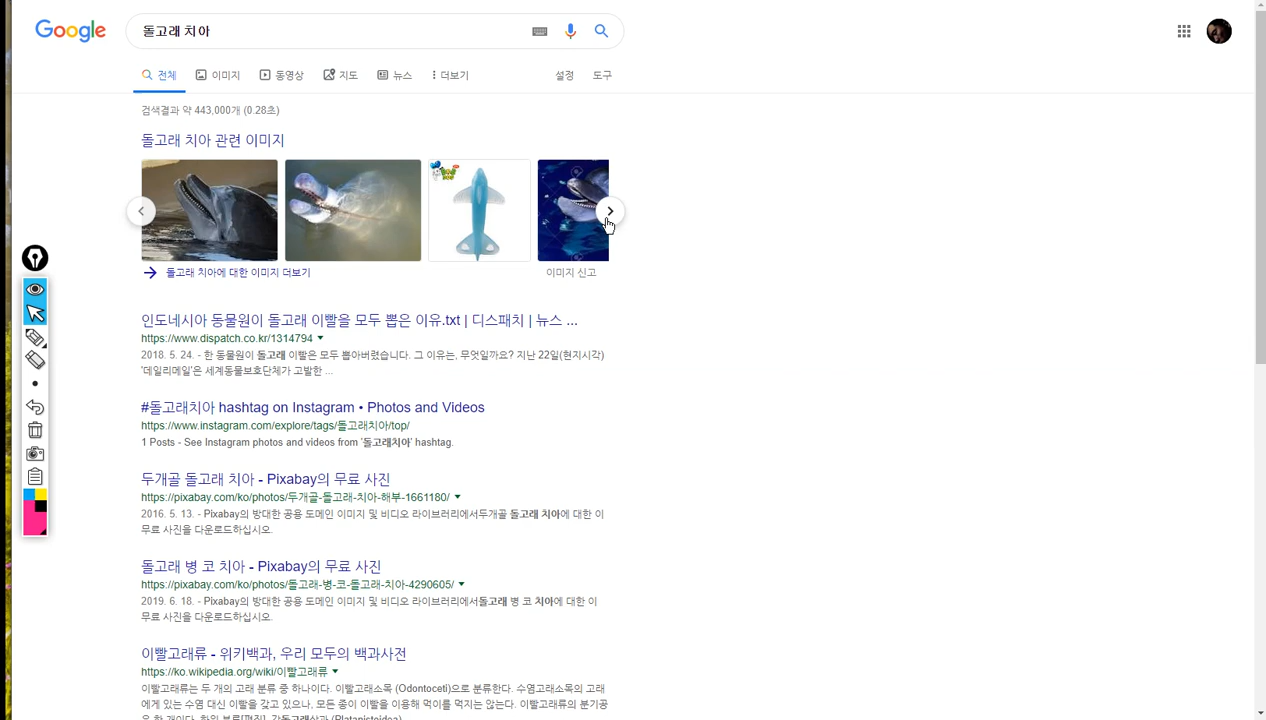 Google
돌고래 치아
전체
이미지
동영상
지도
뉴스
더보기
설정
도구
검색결과 약 443,000개 (0.28초)
돌고래 치아 관련 이미지
돌고래 치아에 대한 이미지 더보기
이미지 신고
인도네시아 동물원이 돌고래 이빨을 모두 뽑은 이유.txt | 디스패치 | 뉴스 ...
https://www.dispatch.co.kr/1314794
2018. 5. 24. - 한 동물원이 돌고래 이빨은 모두 뽑아버렸습니다. 그 이유는, 무엇일까요? 지난 22일(현지시각)
'데일리메일'은 세계동물보호단체가 고발한 ...
#돌고래치아 hashtag on Instagram • Photos and Videos
https://www.instagram.com/explore/tags/돌고래치아/top/
1 Posts - See Instagram photos and videos from '돌고래치아' hashtag.
두개골 돌고래 치아 - Pixabay의 무료 사진
https://pixabay.com/ko/photos/두개골-돌고래-치아-해부-1661180/
2016. 5. 13. - Pixabay의 방대한 공용 도메인 이미지 및 비디오 라이브러리에서두개골 돌고래 치아에 대한 이
무료 사진을 다운로드하십시오.
돌고래 병 코 치아 - Pixabay의 무료 사진
https://pixabay.com/ko/photos/돌고래-병-코-돌고래-치아-4290605/
2019. 6. 18. - Pixabay의 방대한 공용 도메인 이미지 및 비디오 라이브러리에서돌고래 병 코 치아에 대한 이
무료 사진을 다운로드하십시오.
이빨고래류 - 위키백과, 우리 모두의 백과사전
https://ko.wikipedia.org/wiki/이빨고래류
이빨고래류는 두 개의 고래 분류 중 하나이다. 이빨고래소목 (Odontoceti)으로 분류한다. 수염고래소목의 고래
에게 있는 수염 대신 이빨을 갖고 있으나, 모든 종이 이빨을 이용해 먹이를 먹지는 않는다. 이빨고래류의 분기공